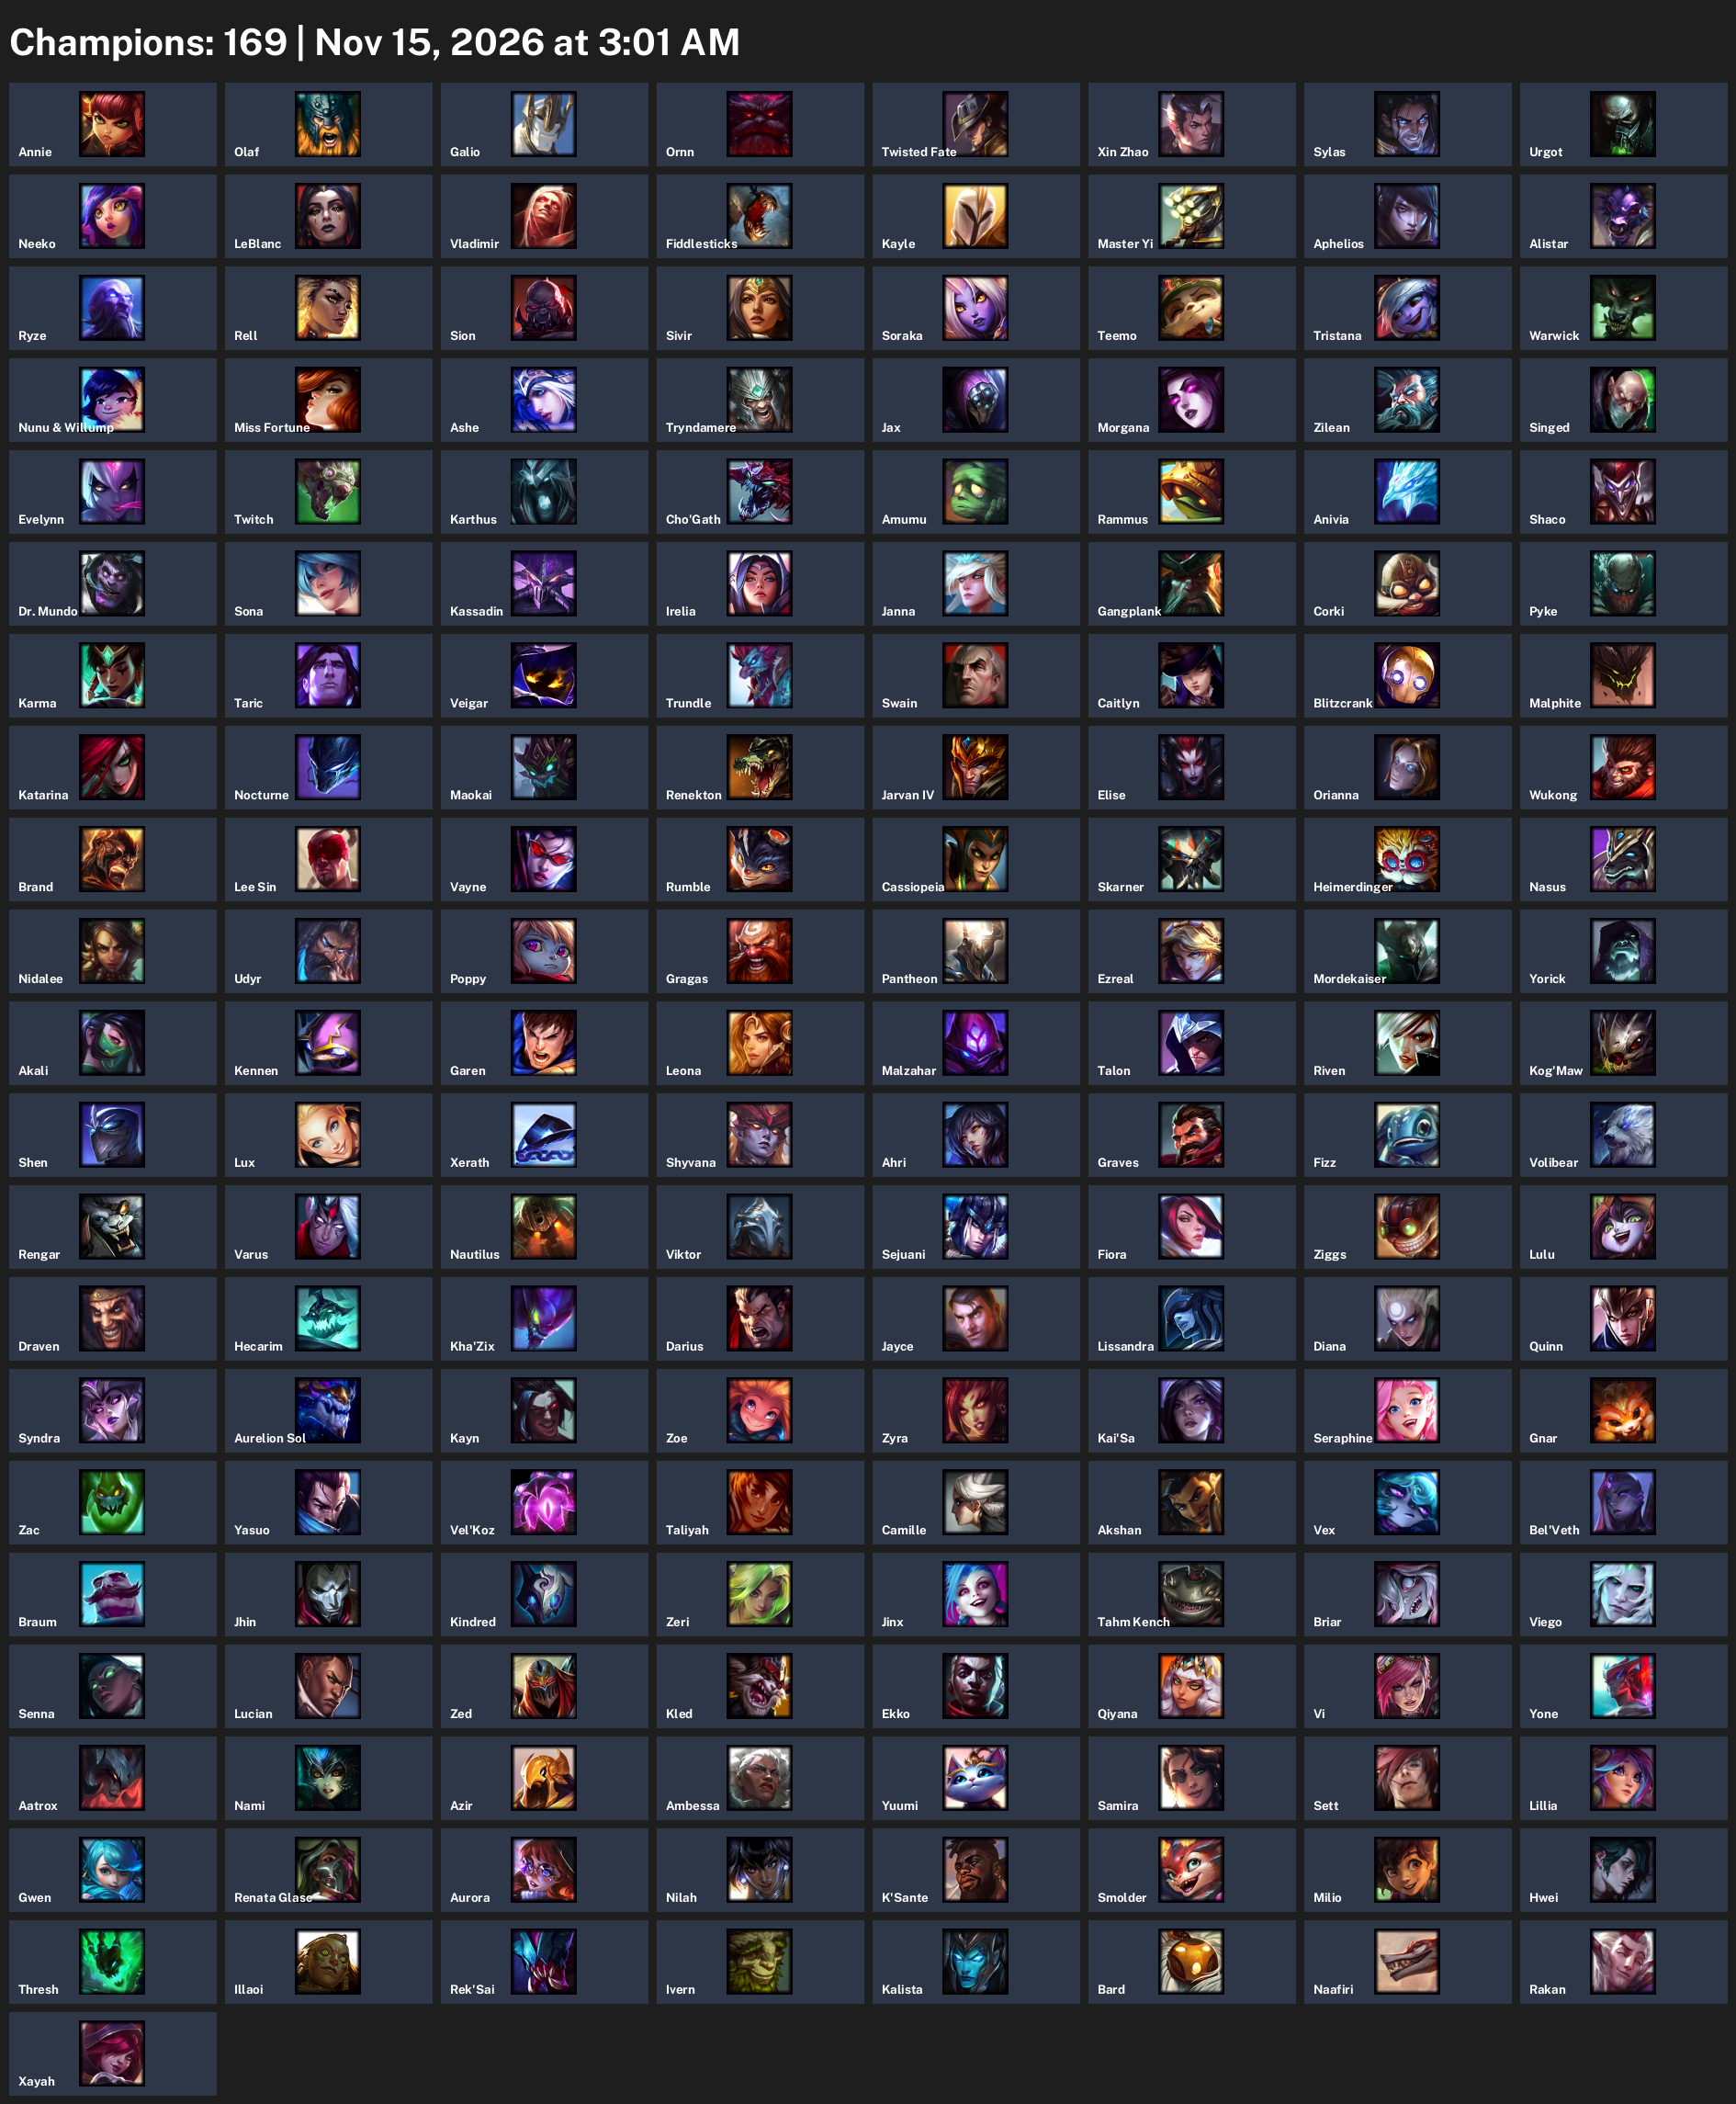 Champions: 169 | Nov 15, 2026 at 3:01 AM
Annie Olaf Galio Ornn Twisted Fate Xin Zhao Sylas Urgot
Neeko LeBlanc Vladimir Fiddlesticks Kayle Master Yi Aphelios Alistar
Ryze Rell Sion Sivir Soraka Teemo Tristana Warwick
Nunu & Willump Miss Fortune Ashe Tryndamere Jax Morgana Zilean Singed
Evelynn Twitch Karthus Cho'Gath Amumu Rammus Anivia Shaco
Dr. Mundo Sona Kassadin Irelia Janna Gangplank Corki Pyke
Karma Taric Veigar Trundle Swain Caitlyn Blitzcrank Malphite
Katarina Nocturne Maokai Renekton Jarvan IV Elise Orianna Wukong
Brand Lee Sin Vayne Rumble Cassiopeia Skarner Heimerdinger Nasus
Nidalee Udyr Poppy Gragas Pantheon Ezreal Mordekaiser Yorick
Akali Kennen Garen Leona Malzahar Talon Riven Kog'Maw
Shen Lux Xerath Shyvana Ahri Graves Fizz Volibear
Rengar Varus Nautilus Viktor Sejuani Fiora Ziggs Lulu
Draven Hecarim Kha'Zix Darius Jayce Lissandra Diana Quinn
Syndra Aurelion Sol Kayn Zoe Zyra Kai'Sa Seraphine Gnar
Zac Yasuo Vel'Koz Taliyah Camille Akshan Vex Bel'Veth
Braum Jhin Kindred Zeri Jinx Tahm Kench Briar Viego
Senna Lucian Zed Kled Ekko Qiyana Vi Yone
Aatrox Nami Azir Ambessa Yuumi Samira Sett Lillia
Gwen Renata Glasc Aurora Nilah K'Sante Smolder Milio Hwei
Thresh Illaoi Rek'Sai Ivern Kalista Bard Naafiri Rakan
Xayah